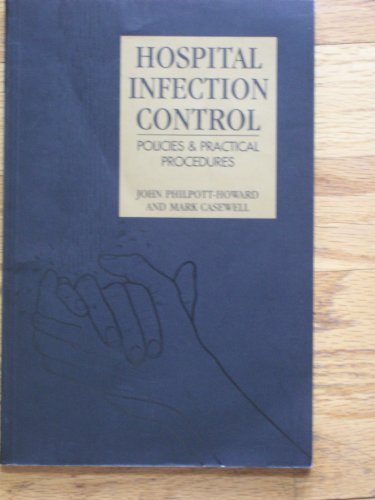 HOSPITAL
INFECTION
CONTROL
POLICIES & PRACTICAL
PROCEDURES
JOHN PHILPOTT-HOWARD
AND MARK CASEWELL